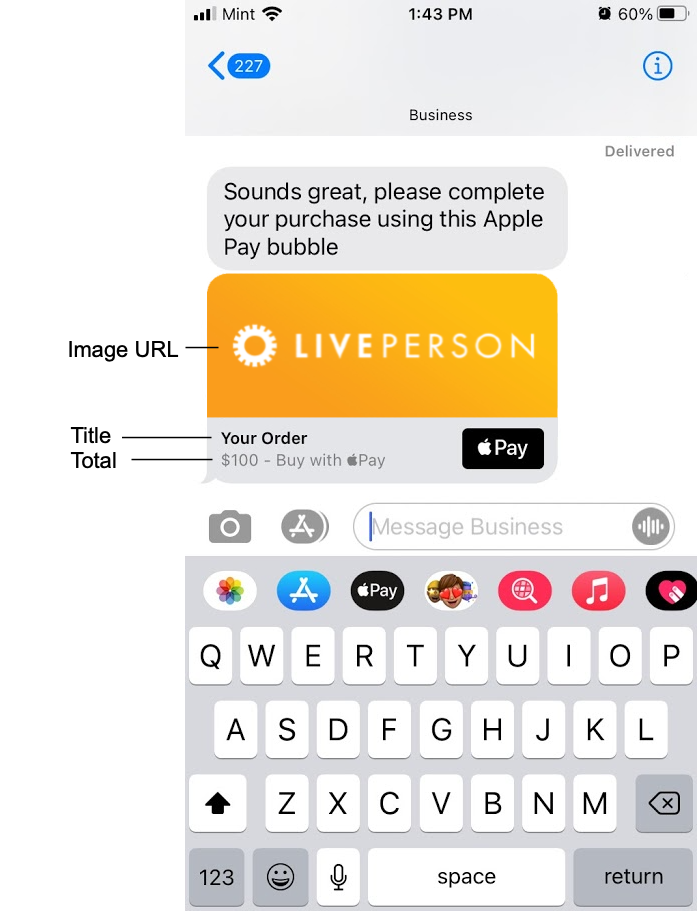 Mint 1:43 PM 60%
227
Business
Delivered
Sounds great, please complete
your purchase using this Apple
Pay bubble
Image URL
LIVEPERSON
Title
Your Order
Total
$100 - Buy with Pay
Pay
Message Business
Pay
Q W E R T Y U I O P
A S D F G H J K L
Z X C V B N M
123 space return